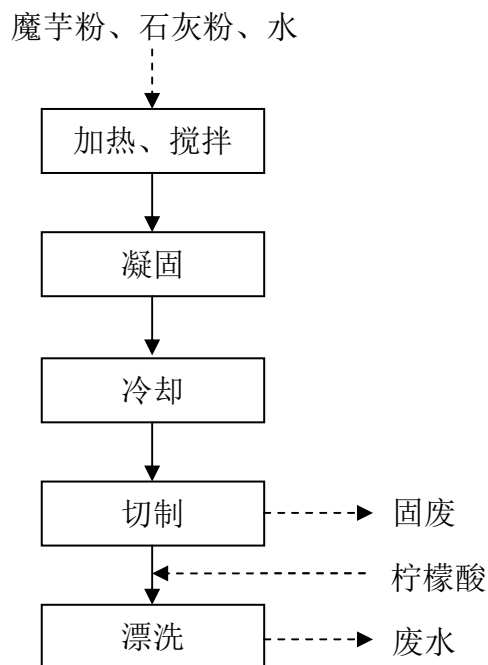 魔芋粉、石灰粉、水
加热、搅拌
凝固
冷却
切制
固废
柠檬酸
漂洗
废水